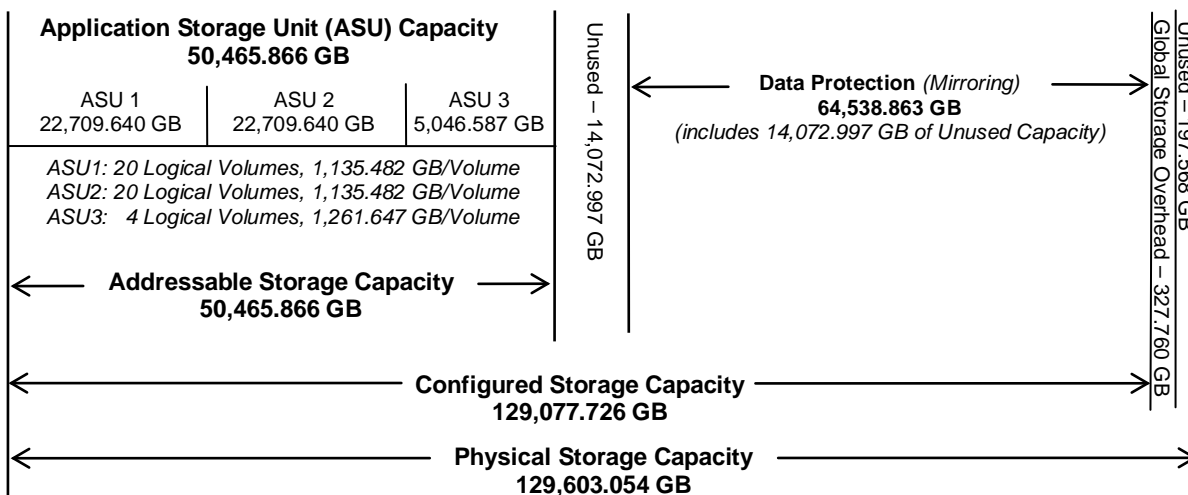 Application Storage Unit (ASU) Capacity
50,465.866 GB
ASU 1
22,709.640 GB
ASU 2
22,709.640 GB
ASU 3
5,046.587 GB
ASU1: 20 Logical Volumes, 1,135.482 GB/Volume
ASU2: 20 Logical Volumes, 1,135.482 GB/Volume
ASU3: 4 Logical Volumes, 1,261.647 GB/Volume
Addressable Storage Capacity
50,465.866 GB
Unused – 14,072.997 GB
Data Protection (Mirroring)
64,538.863 GB
(includes 14,072.997 GB of Unused Capacity)
Global Storage Overhead – 327.760 GB
Unused – 197.568 GB
Configured Storage Capacity
129,077.726 GB
Physical Storage Capacity
129,603.054 GB